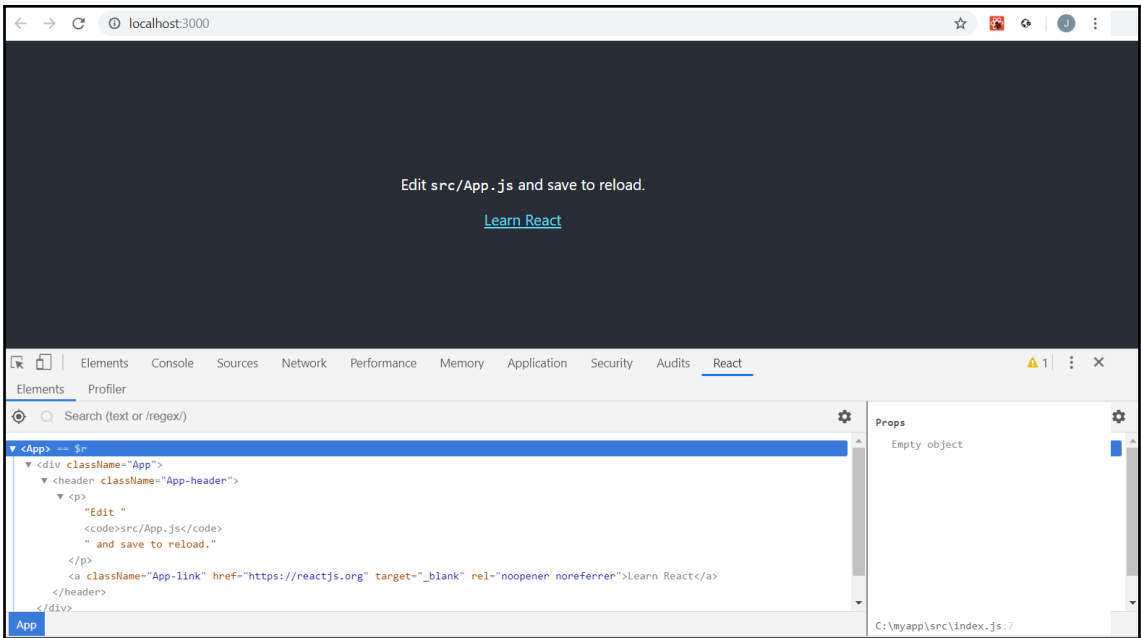 localhost:3000
J
Edit src/App.js and save to reload.
Learn React
Elements Console Sources Network Performance Memory Application Security Audits React 1
Elements Profiler
Search (text or /regex/)
Props
Empty object
▼ <App> == $r
▼ <div className="App">
▼ <header className="App-header">
▼ <p>
"Edit "
<code>src/App.js</code>
" and save to reload."
</p>
<a className="App-link" href="https://reactjs.org" target="_blank" rel="noopener noreferrer">Learn React</a>
</header>
</div>
App
C:\myapp\src\index.js:7